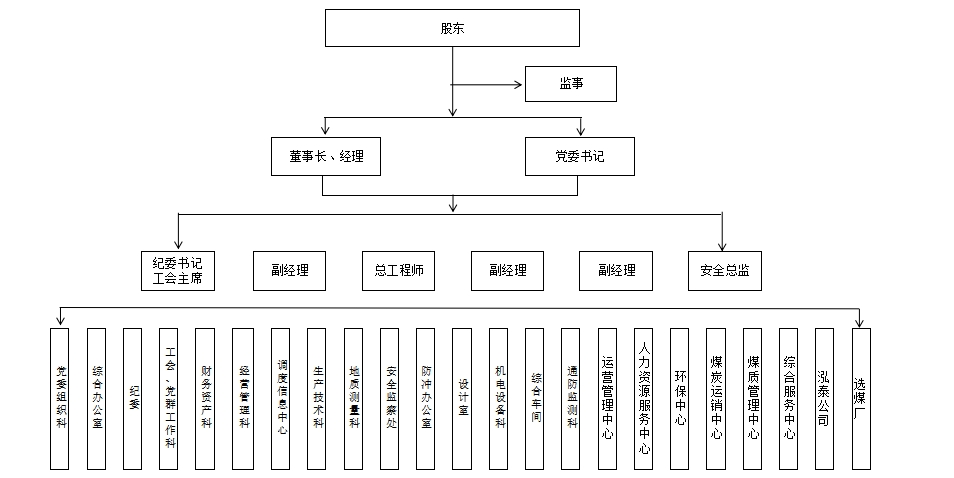 股东
监事
董事长、经理
党委书记
纪委书记
工会主席
副经理
总工程师
副经理
副经理
安全总监
党委组织科
综合办公室
纪委
工会、党群工作科
财务资产科
经营管理科
调度信息中心
生产技术科
地质测量科
安全监察处
防冲办公室
设计室
机电设备科
综合车间
通防监测科
运营管理中心
人力资源服务中心
环保中心
煤炭运销中心
煤质管理中心
综合服务中心
泓泰公司
选煤厂